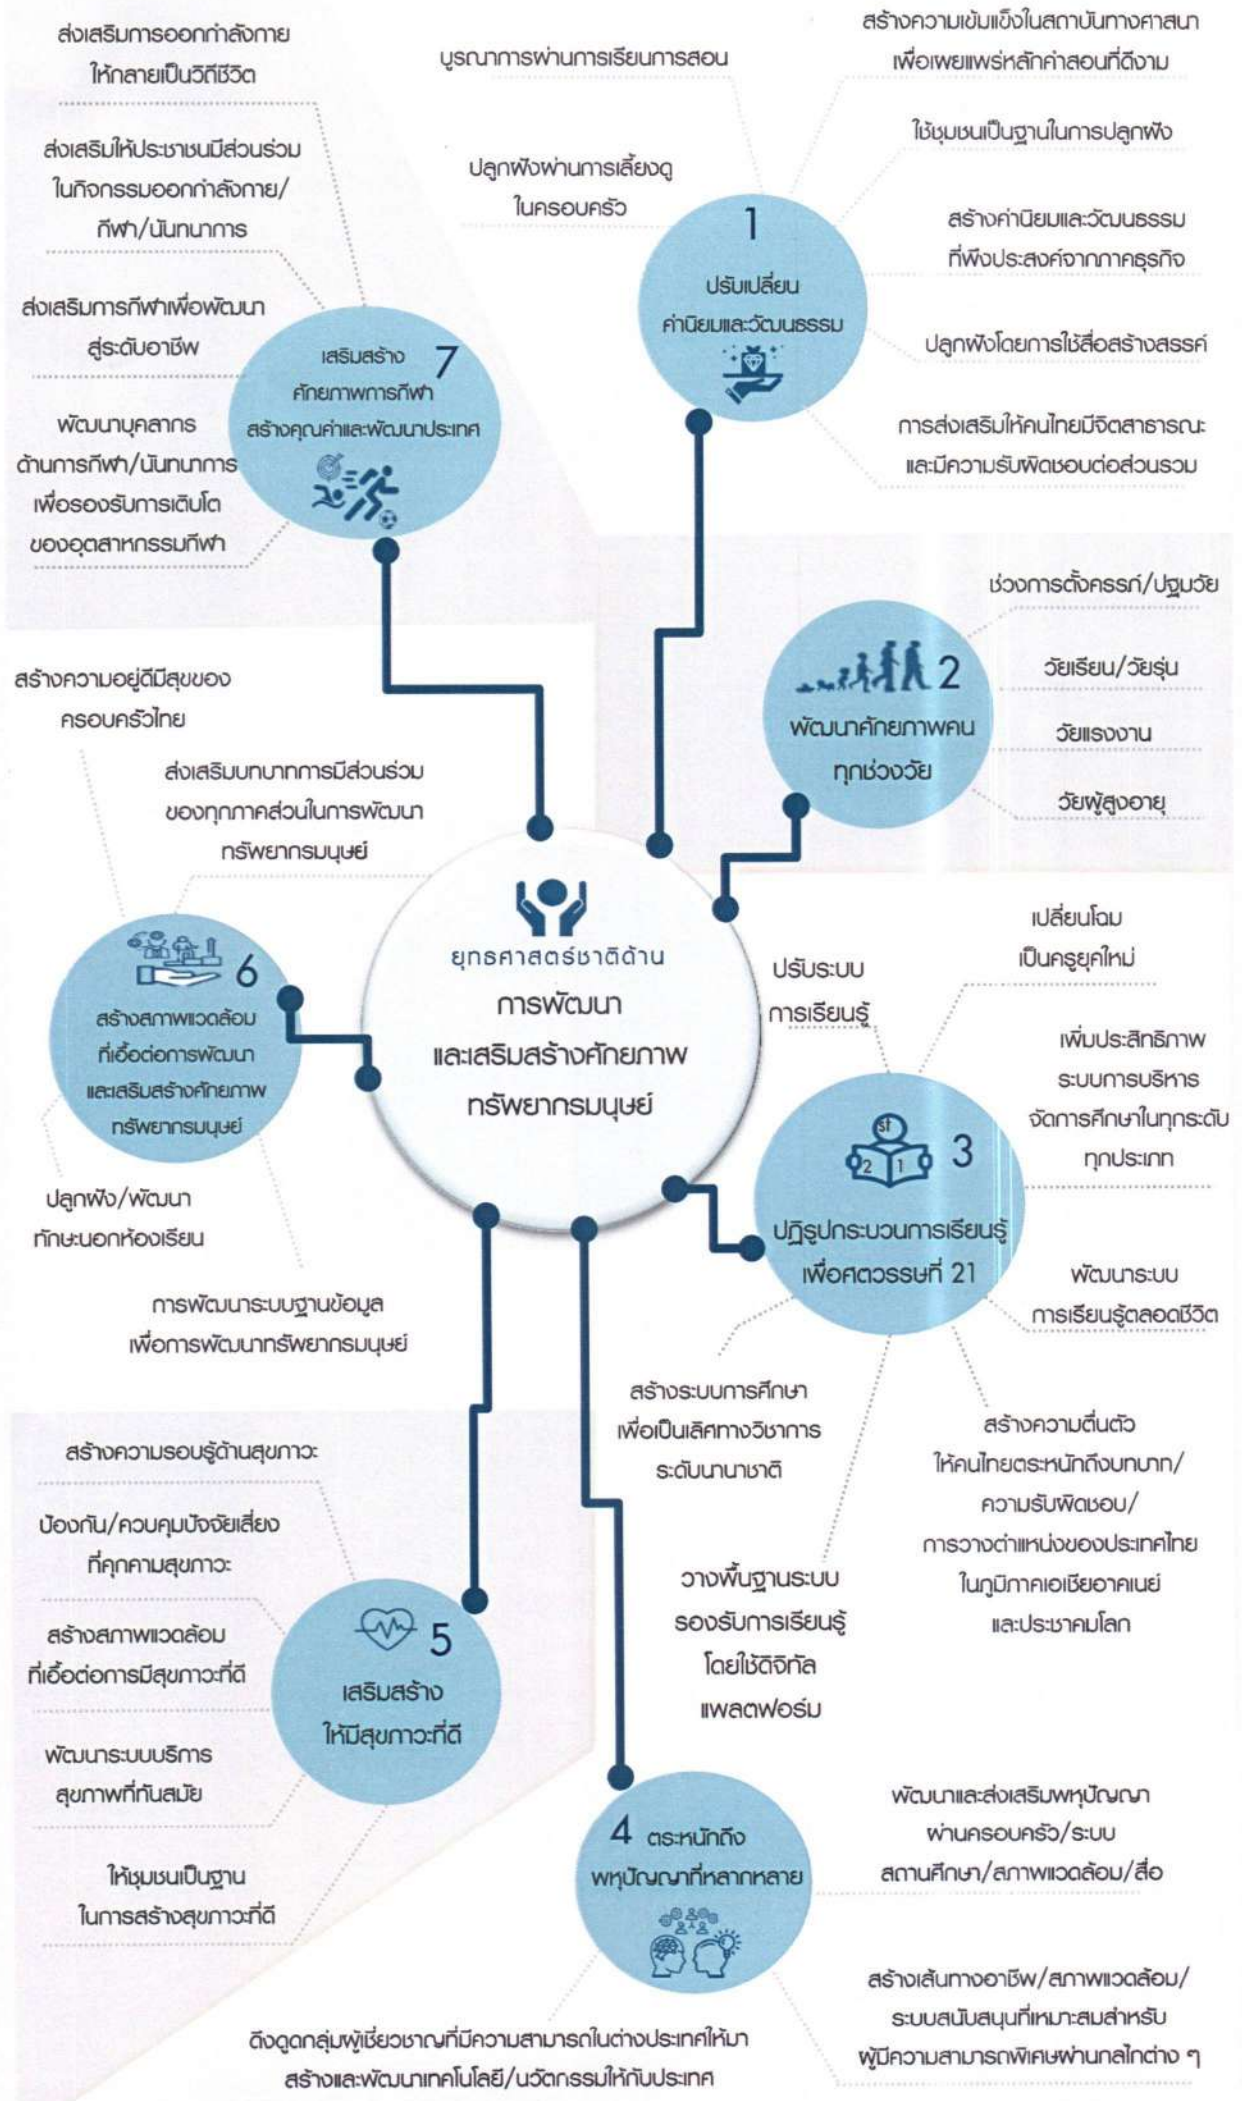 ยุทธศาสตร์ชาติด้าน
การพัฒนา
และเสริมสร้างศักยภาพ
ทรัพยากรมนุษย์
1
ปรับเปลี่ยน
ค่านิยมและวัฒนธรรม
บูรณาการผ่านการเรียนการสอน
ปลูกฝังผ่านการเลี้ยงดู
ในครอบครัว
สร้างความเข้มแข็งในสถาบันทางศาสนา
เพื่อเผยแพร่หลักคำสอนที่ดีงาม
ใช้ชุมชนเป็นฐานในการปลูกฝัง
สร้างค่านิยมและวัฒนธรรม
ที่พึงประสงค์จากภาคธุรกิจ
ปลูกฝังโดยการใช้สื่อสร้างสรรค์
การส่งเสริมให้คนไทยมีจิตสาธารณะ
และมีความรับผิดชอบต่อส่วนรวม
2
พัฒนาศักยภาพคน
ทุกช่วงวัย
ช่วงการตั้งครรภ์/ปฐมวัย
วัยเรียน/วัยรุ่น
วัยแรงงาน
วัยผู้สูงอายุ
st
2 1
3
ปฏิรูปกระบวนการเรียนรู้
เพื่อศตวรรษที่ 21
ปรับระบบ
การเรียนรู้
เปลี่ยนโฉม
เป็นครูยุคใหม่
เพิ่มประสิทธิภาพ
ระบบการบริหาร
จัดการศึกษาในทุกระดับ
ทุกประเภท
พัฒนาระบบ
การเรียนรู้ตลอดชีวิต
สร้างความตื่นตัว
ให้คนไทยตระหนักถึงบทบาท/
ความรับผิดชอบ/
การวางตำแหน่งของประเทศไทย
ในภูมิภาคเอเชียอาคเนย์
และประชาคมโลก
วางพื้นฐานระบบ
รองรับการเรียนรู้
โดยใช้ดิจิทัล
แพลตฟอร์ม
สร้างระบบการศึกษา
เพื่อเป็นเลิศทางวิชาการ
ระดับนานาชาติ
4 ตระหนักถึง
พหุปัญญาที่หลากหลาย
พัฒนาและส่งเสริมพหุปัญญา
ผ่านครอบครัว/ระบบ
สถานศึกษา/สภาพแวดล้อม/สื่อ
สร้างเส้นทางอาชีพ/สภาพแวดล้อม/
ระบบสนับสนุนที่เหมาะสมสำหรับ
ผู้มีความสามารถพิเศษผ่านกลไกต่าง ๆ
ดึงดูดกลุ่มผู้เชี่ยวชาญที่มีความสามารถในต่างประเทศให้มา
สร้างและพัฒนาเทคโนโลยี/นวัตกรรมให้กับประเทศ
5
เสริมสร้าง
ให้มีสุขภาวะที่ดี
สร้างความรอบรู้ด้านสุขภาวะ
ป้องกัน/ควบคุมปัจจัยเสี่ยง
ที่คุกคามสุขภาวะ
สร้างสภาพแวดล้อม
ที่เอื้อต่อการมีสุขภาวะที่ดี
พัฒนาระบบบริการ
สุขภาพที่ทันสมัย
ให้ชุมชนเป็นฐาน
ในการสร้างสุขภาวะที่ดี
6
สร้างสภาพแวดล้อม
ที่เอื้อต่อการพัฒนา
และเสริมสร้างศักยภาพ
ทรัพยากรมนุษย์
สร้างความอยู่ดีมีสุขของ
ครอบครัวไทย
ส่งเสริมบทบาทการมีส่วนร่วม
ของทุกภาคส่วนในการพัฒนา
ทรัพยากรมนุษย์
ปลูกฝัง/พัฒนา
ทักษะนอกห้องเรียน
การพัฒนาระบบฐานข้อมูล
เพื่อการพัฒนาทรัพยากรมนุษย์
เสริมสร้าง 7
ศักยภาพการกีฬา
สร้างคุณค่าและพัฒนาประเทศ
ส่งเสริมการออกกำลังกาย
ให้กลายเป็นวิถีชีวิต
ส่งเสริมให้ประชาชนมีส่วนร่วม
ในกิจกรรมออกกำลังกาย/
กีฬา/นันทนาการ
ส่งเสริมการกีฬาเพื่อพัฒนา
สู่ระดับอาชีพ
พัฒนาบุคลากร
ด้านการกีฬา/นันทนาการ
เพื่อรองรับการเติบโต
ของอุตสาหกรรมกีฬา